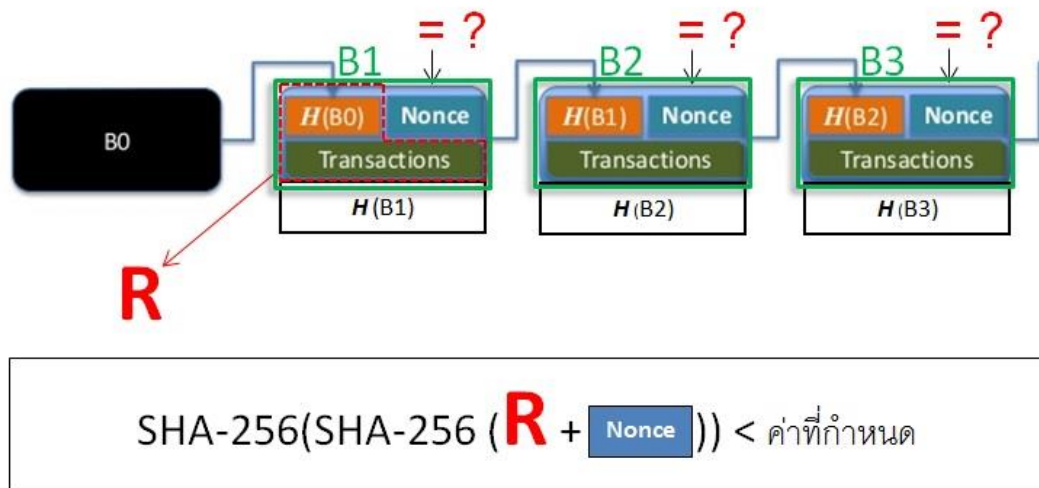 = ?
= ?
= ?
B1
B2
B3
B0
H(B0)
Nonce
H(B1)
Nonce
H(B2)
Nonce
Transactions
Transactions
Transactions
H(B1)
H(B2)
H(B3)
R
SHA-256(SHA-256 (R + Nonce)) < ค่าที่กำหนด